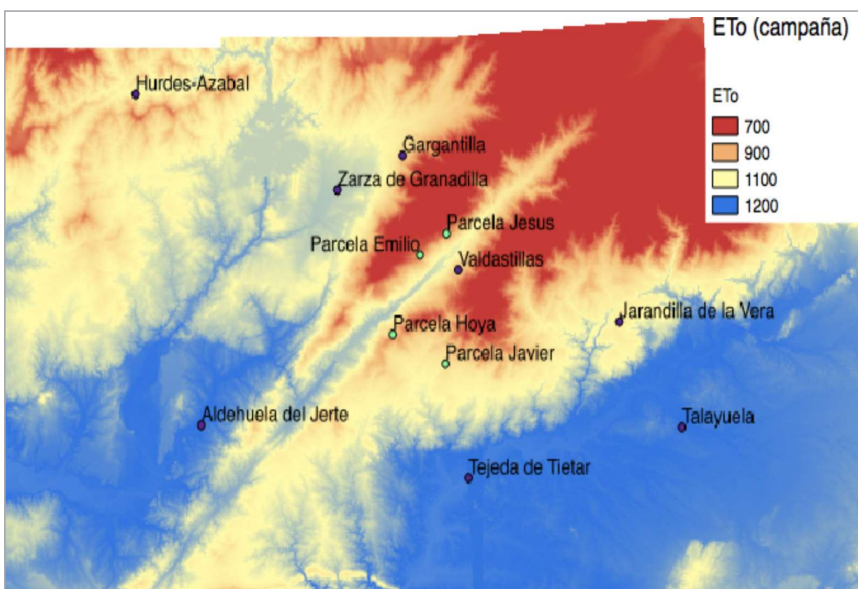 ETo (campaña)
ETo
700
900
1100
1200
Hurdes-Azabal
Gargantilla
Zarza de Granadilla
Parcela Jesus
Parcela Emilio
Valdastillas
Jarandilla de la Vera
Parcela Hoya
Parcela Javier
Aldehuela del Jerte
Talayuela
Tejeda de Tietar